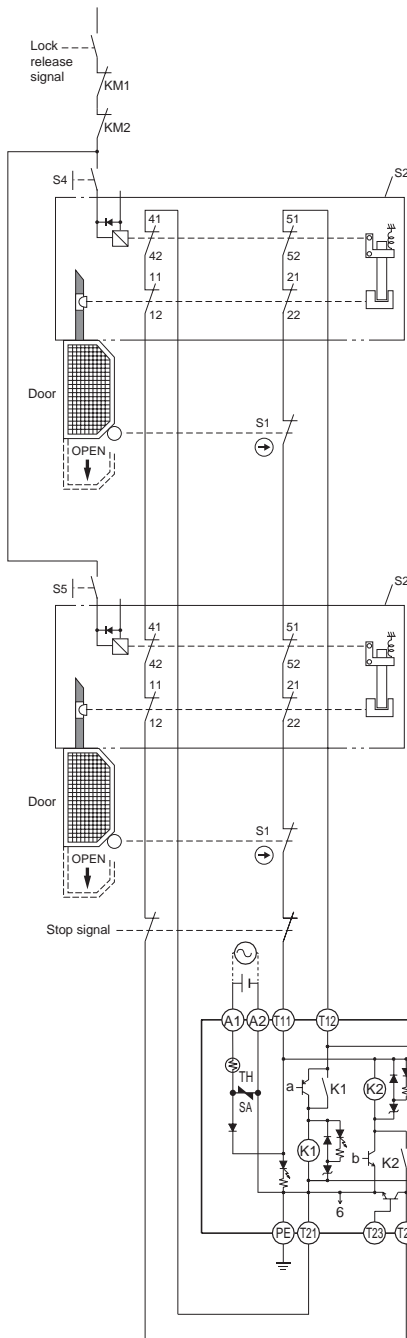 Lock
release
signal
KM1
KM2
S4
S2
41
51
42
52
11
21
12
22
Door
S1
OPEN
S5
S2
41
51
42
52
11
21
12
22
Door
S1
OPEN
Stop signal
A1 A2 T11 T12
TH
SA
a
K1
K2
K1
b
K2
6
PE T21 T23